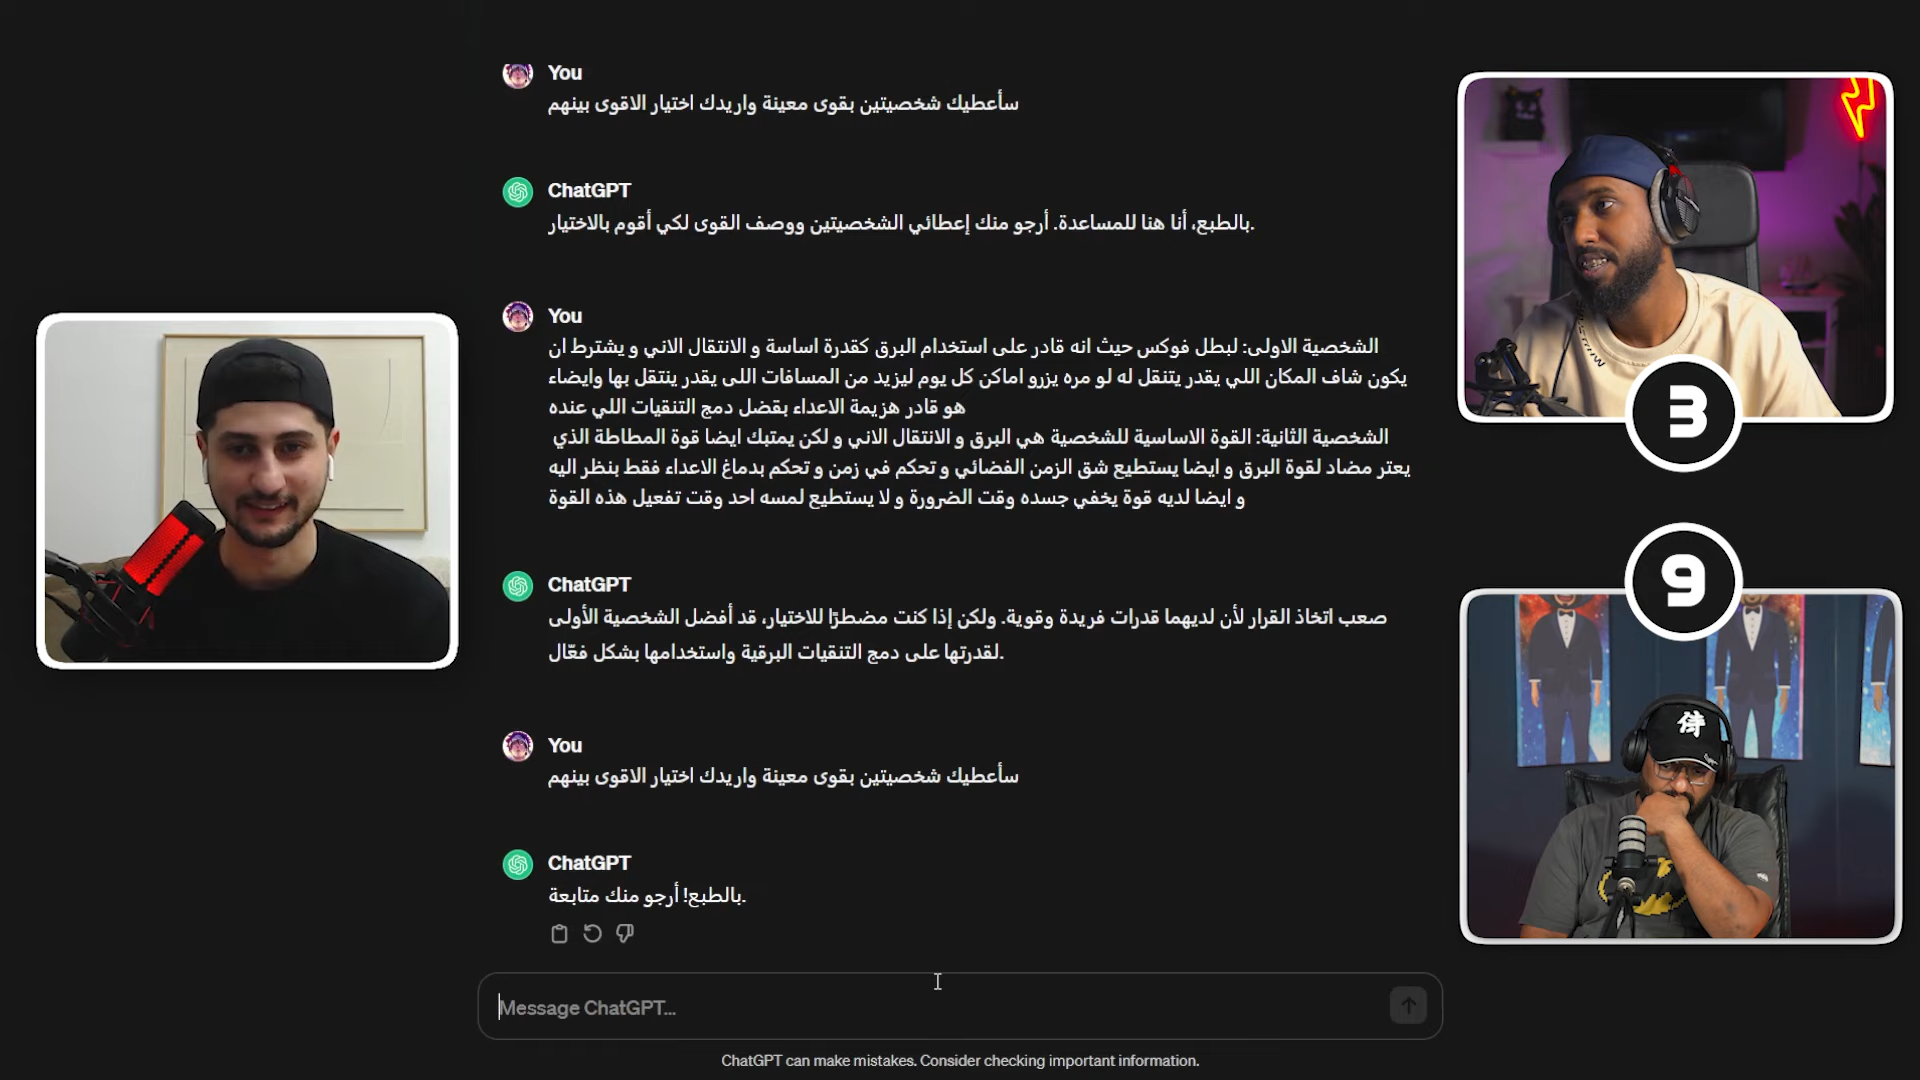 You
سأعطيك شخصيتين بقوى معينة واريدك اختيار الاقوى بينهم
ChatGPT
بالطبع، أنا هنا للمساعدة. أرجو منك إعطائي الشخصيتين ووصف القوى لكي أقوم بالاختيار.
You
الشخصية الاولى: لبطل فوكس حيث انه قادر على استخدام البرق كقدرة اساسة و الانتقال الاني و يشترط ان
يكون شاف المكان اللي يقدر يتنقل له لو مره يزرو اماكن كل يوم ليزيد من المسافات اللى يقدر ينتقل بها وايضاء
هو قادر هزيمة الاعداء بقضل دمج التنقيات اللي عنده
الشخصية الثانية: القوة الاساسية للشخصية هي البرق و الانتقال الاني و لكن يمتبك ايضا قوة المطاطة الذي
يعتر مضاد لقوة البرق و ايضا يستطيع شق الزمن الفضائي و تحكم في زمن و تحكم بدماغ الاعداء فقط بنظر اليه
و ايضا لديه قوة يخفي جسده وقت الضرورة و لا يستطيع لمسه احد وقت تفعيل هذه القوة
ChatGPT
صعب اتخاذ القرار لأن لديهما قدرات فريدة وقوية. ولكن إذا كنت مضطرًا للاختيار، قد أفضل الشخصية الأولى
لقدرتها على دمج التنقيات البرقية واستخدامها بشكل فعّال.
You
سأعطيك شخصيتين بقوى معينة واريدك اختيار الاقوى بينهم
ChatGPT
بالطبع! أرجو منك متابعة.
Message ChatGPT...
ChatGPT can make mistakes. Consider checking important information.
3
9
侍